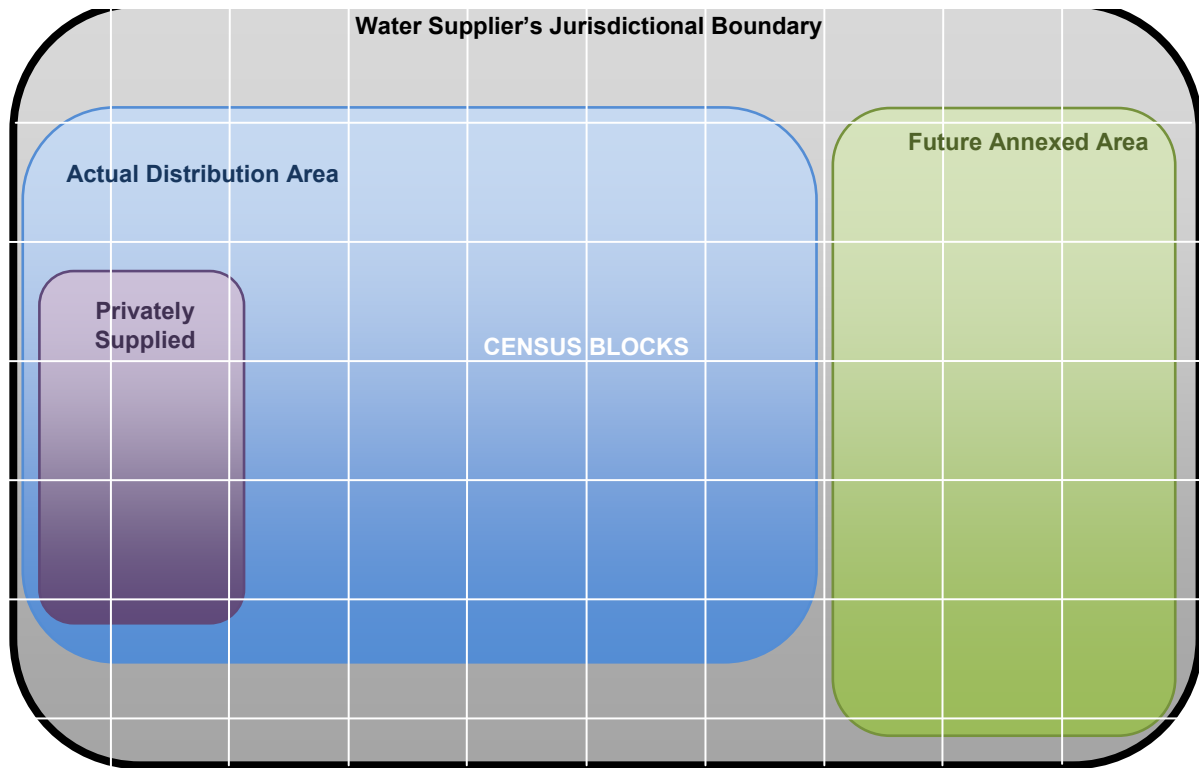 Water Supplier’s Jurisdictional Boundary
Future Annexed Area
Actual Distribution Area
Privately
Supplied
CENSUS BLOCKS